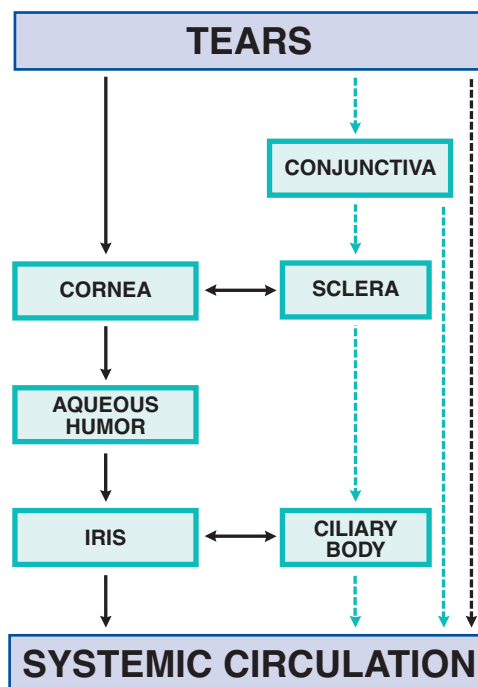 TEARS
CONJUNCTIVA
CORNEA
SCLERA
AQUEOUS
HUMOR
IRIS
CILIARY
BODY
SYSTEMIC CIRCULATION